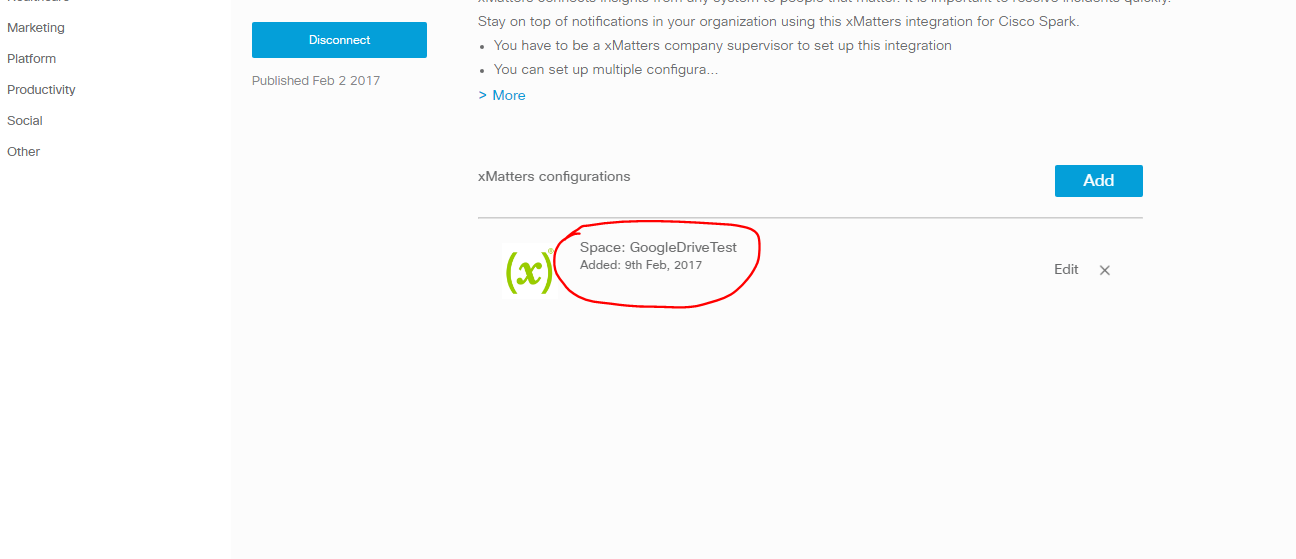 Marketing
Platform
Productivity
Social
Other
Disconnect
Published Feb 2 2017
Stay on top of notifications in your organization using this xMatters integration for Cisco Spark.
You have to be a xMatters company supervisor to set up this integration
You can set up multiple configura...
> More
xMatters configurations
Add
(x)®
Space: GoogleDriveTest
Added: 9th Feb, 2017
Edit ×